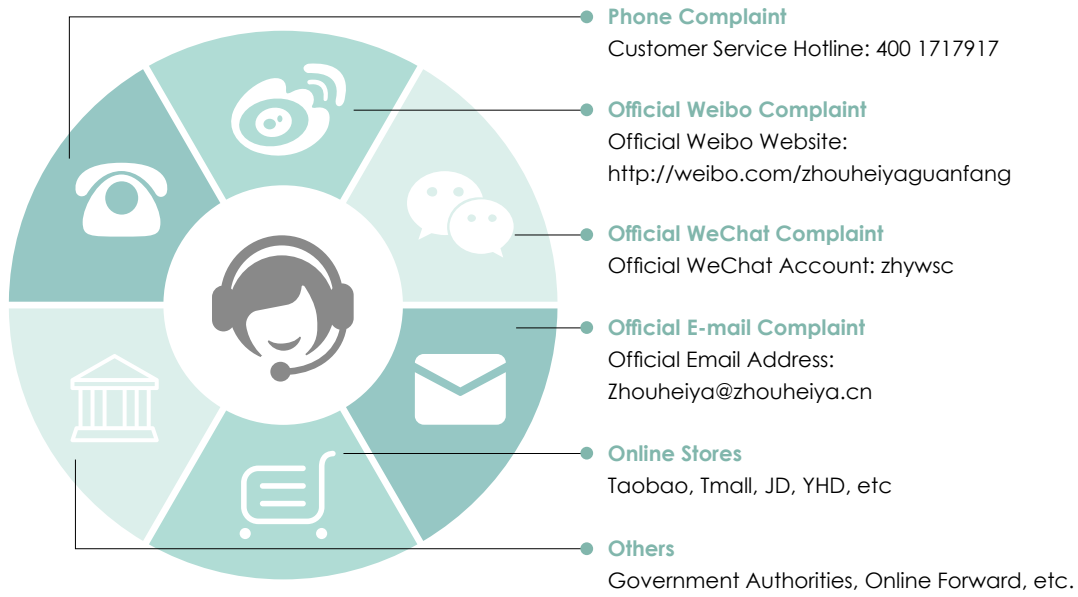 Phone Complaint
Customer Service Hotline: 400 1717917
Official Weibo Complaint
Official Weibo Website:
http://weibo.com/zhouheiyaguanfang
Official WeChat Complaint
Official WeChat Account: zhywsc
Official E-mail Complaint
Official Email Address:
Zhouheiya@zhouheiya.cn
Online Stores
Taobao, Tmall, JD, YHD, etc
Others
Government Authorities, Online Forward, etc.